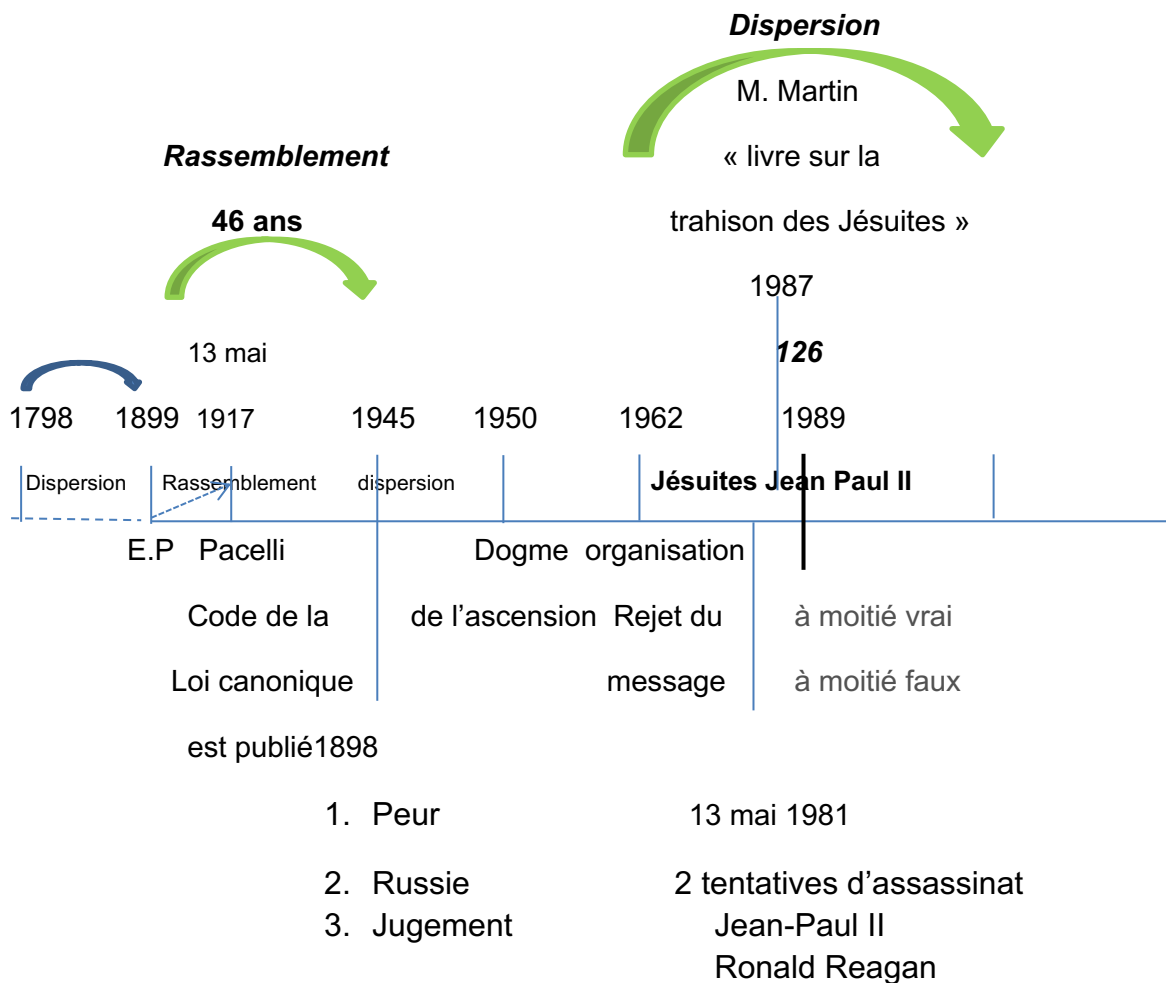 Dispersion
M. Martin
Rassemblement « livre sur la
46 ans trahison des Jésuites »
1987
13 mai 126
1798 1899 1917 1945 1950 1962 1989
Dispersion Rassemblement dispersion Jésuites Jean Paul II
E.P Pacelli Dogme organisation
Code de la de l’ascension Rejet du à moitié vrai
Loi canonique message à moitié faux
est publié1898
1. Peur 13 mai 1981
2. Russie 2 tentatives d’assassinat
3. Jugement Jean-Paul II
Ronald Reagan